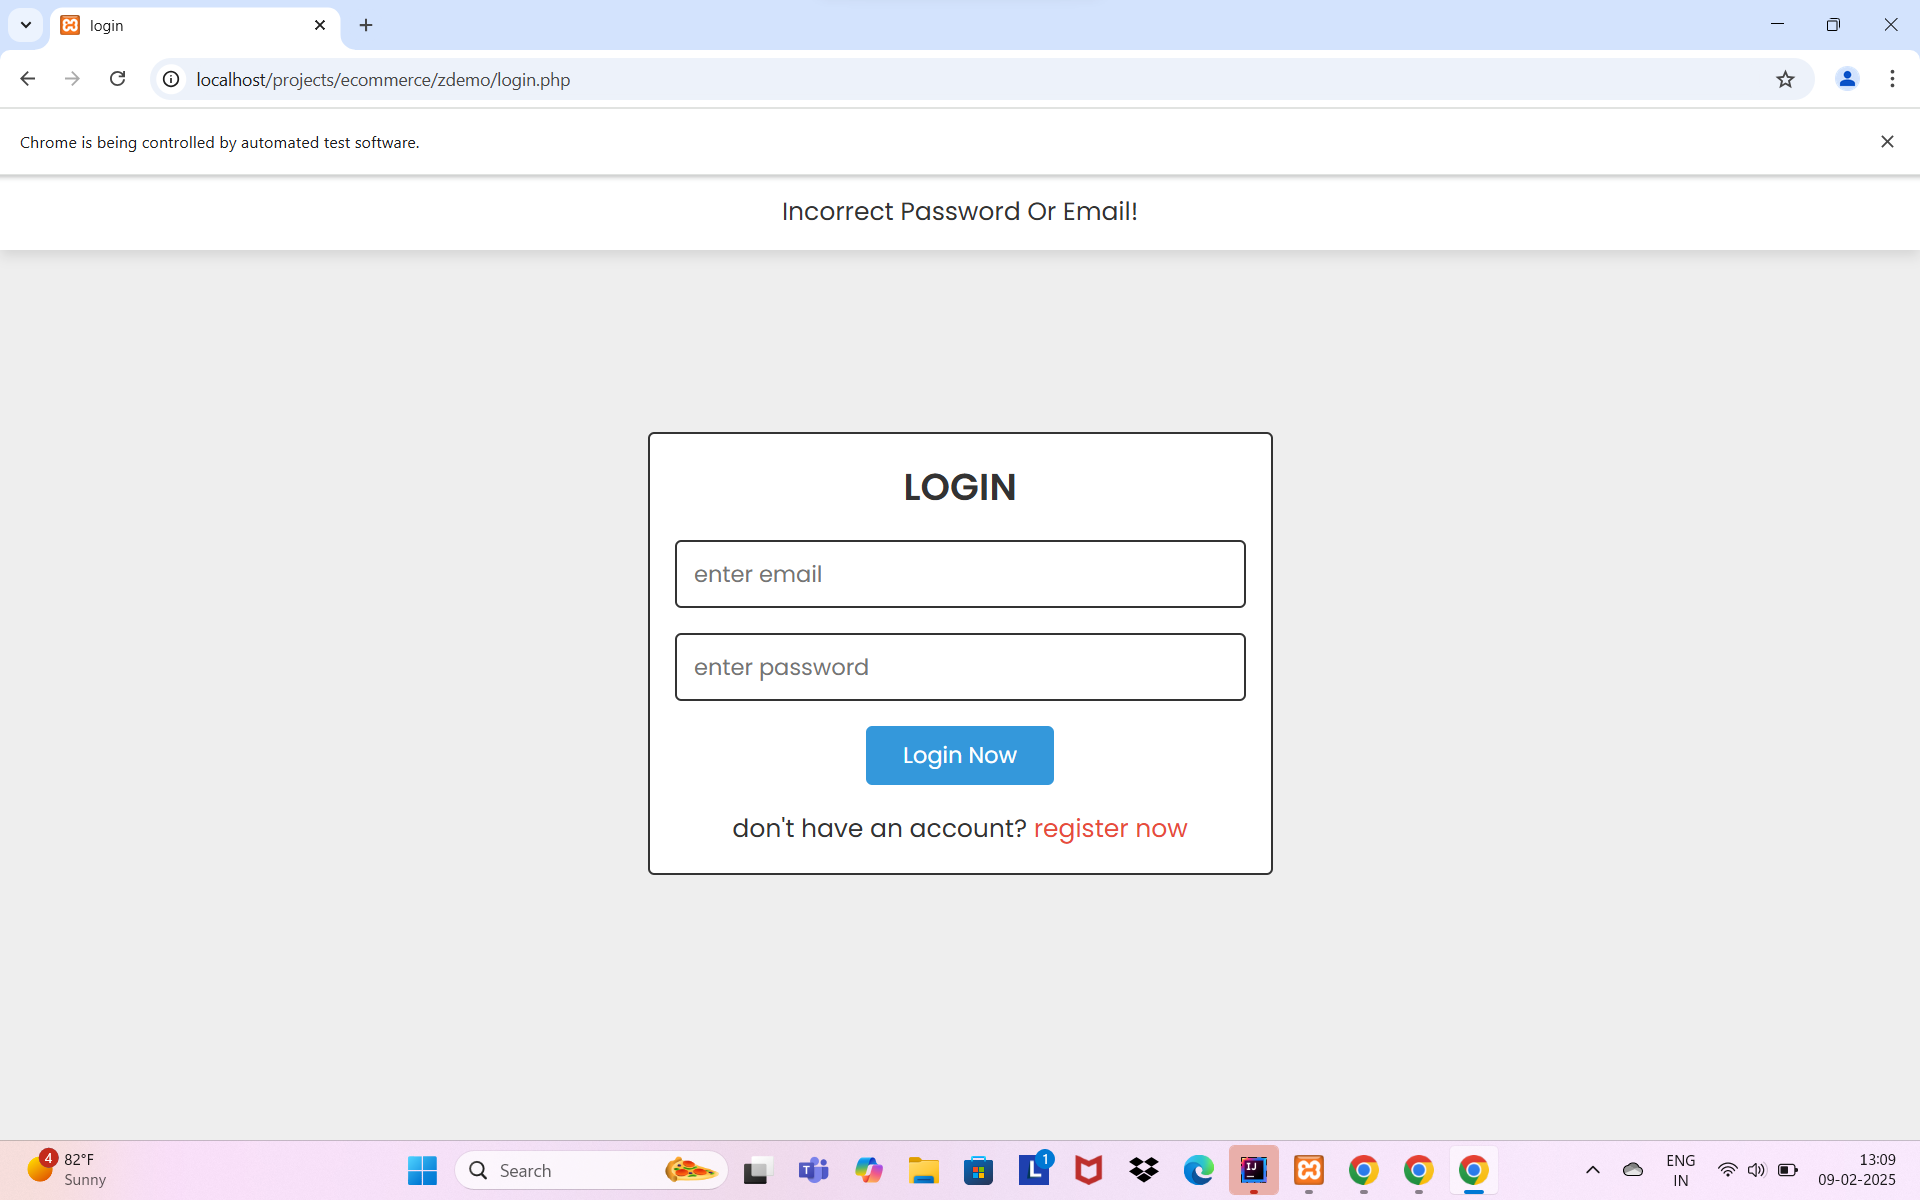 login
localhost/projects/ecommerce/zdemo/login.php
Chrome is being controlled by automated test software.
Incorrect Password Or Email!
LOGIN
enter email
enter password
Login Now
don't have an account? register now
4
82°F
Sunny
Search
L
1
IJ
ENG
IN
13:09
09-02-2025